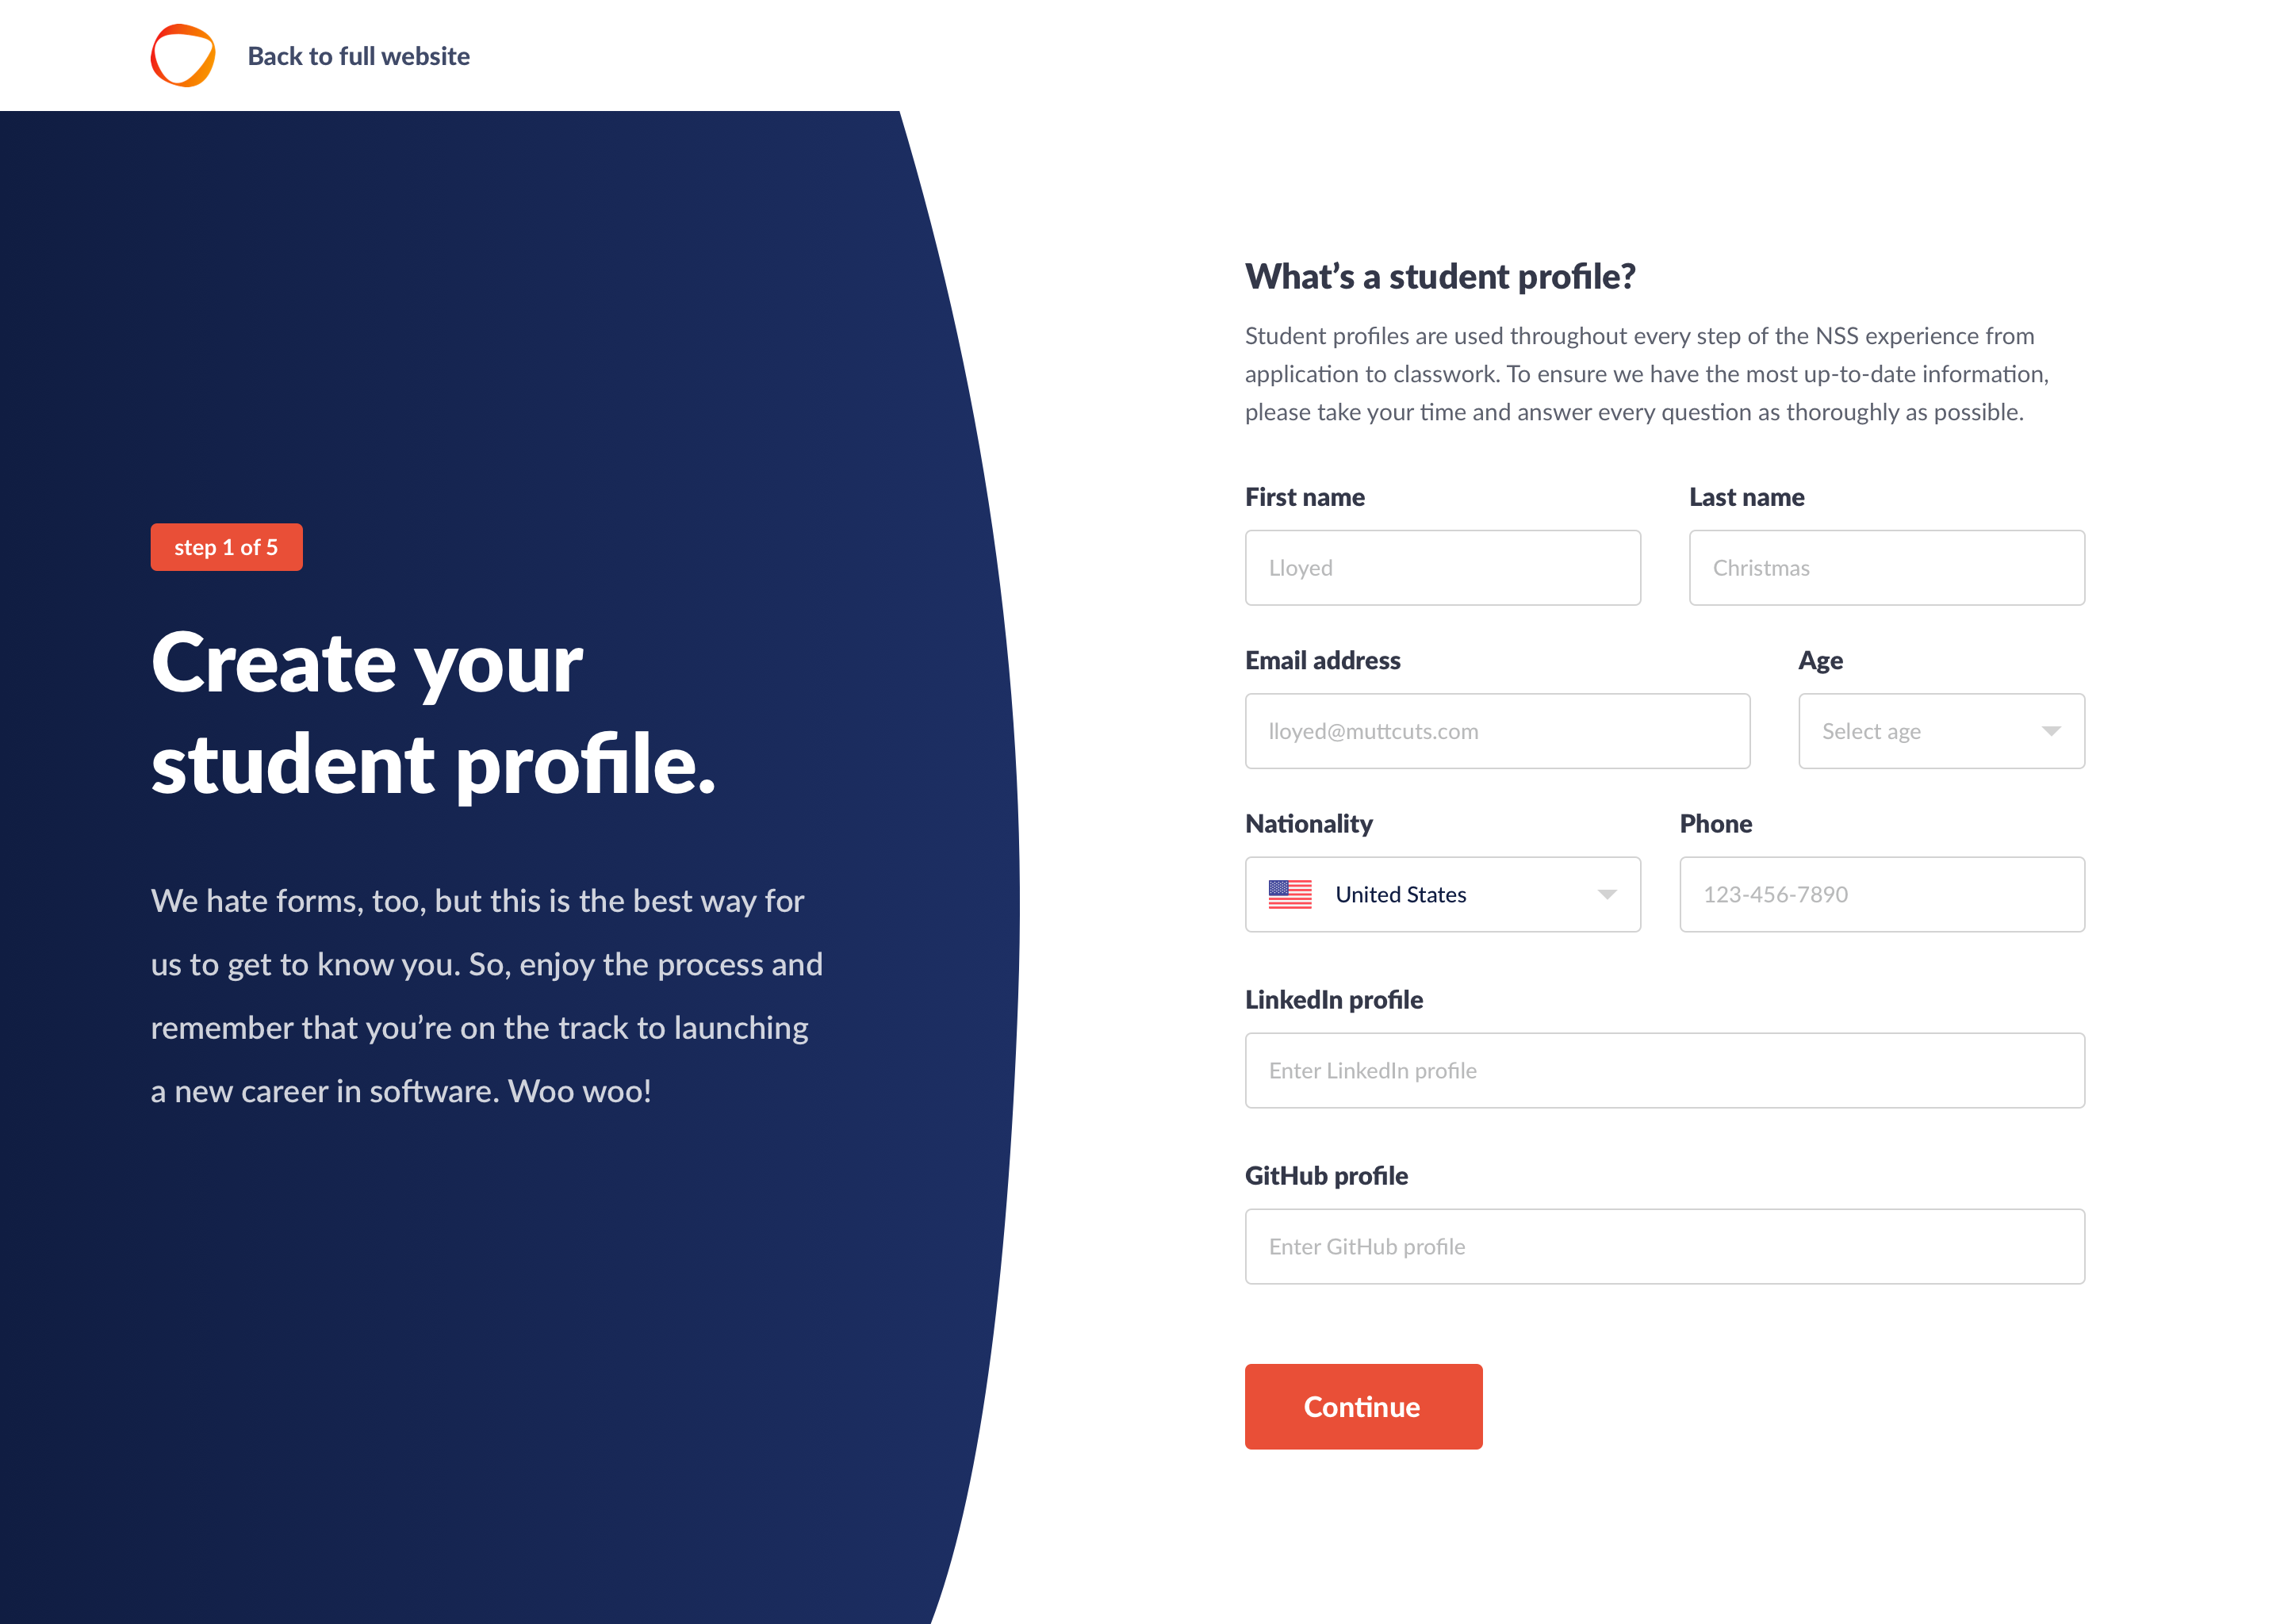 Back to full website
step 1 of 5
Create your
student profile.
We hate forms, too, but this is the best way for
us to get to know you. So, enjoy the process and
remember that you’re on the track to launching
a new career in software. Woo woo!
What’s a student profile?
Student profiles are used throughout every step of the NSS experience from
application to classwork. To ensure we have the most up-to-date information,
please take your time and answer every question as thoroughly as possible.
First name
Last name
Lloyed
Christmas
Email address
Age
lloyed@muttcuts.com
Select age
Nationality
Phone
United States
123-456-7890
LinkedIn profile
Enter LinkedIn profile
GitHub profile
Enter GitHub profile
Continue